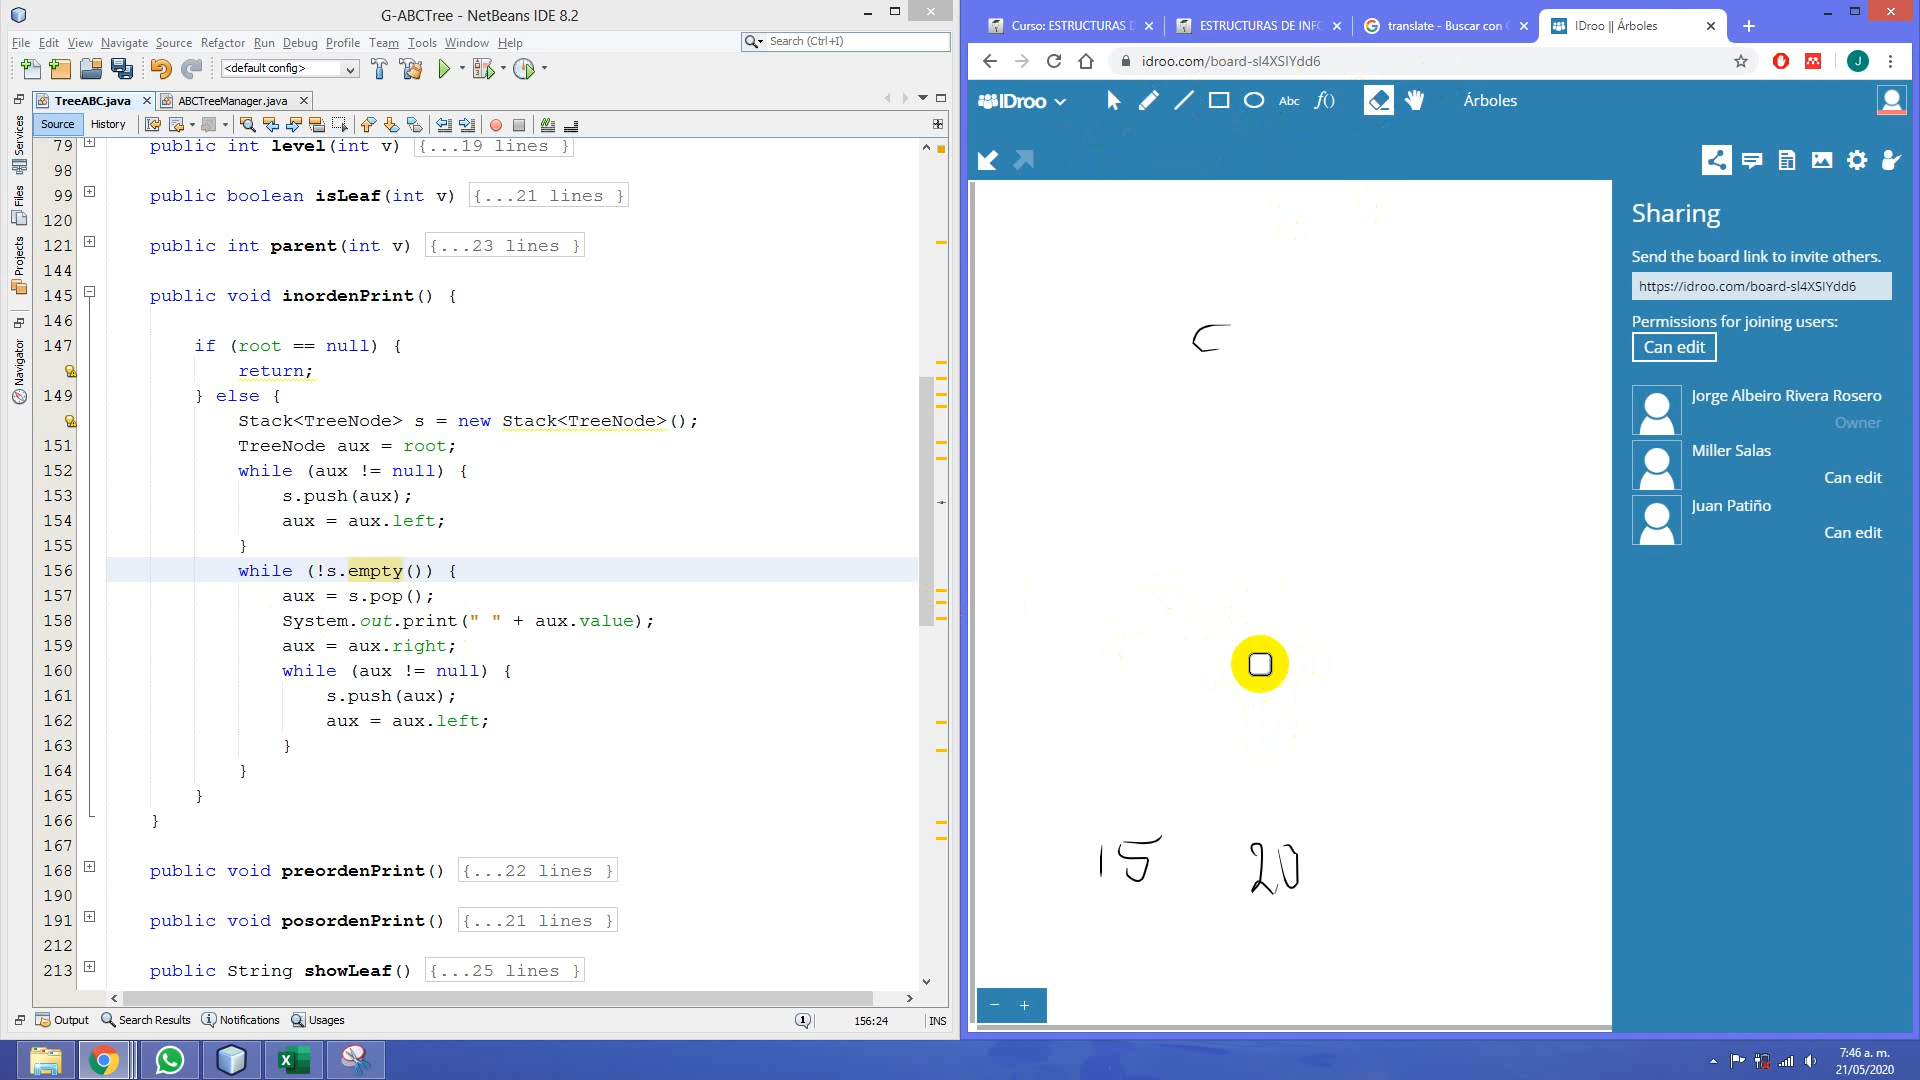 G-ABCTree - NetBeans IDE 8.2
File Edit View Navigate Source Refactor Run Debug Profile Team Tools Window Help
Search (Ctrl+I)
<default config>
TreeABC.java
ABCTreeManager.java
Source History
Services
Files
Projects
Navigator
79 public int level(int v) {...19 lines }
98
99 public boolean isLeaf(int v) {...21 lines }
120
121 public int parent(int v) {...23 lines }
144
145 public void inordenPrint() {
146
147 if (root == null) {
return;
149 } else {
Stack<TreeNode> s = new Stack<TreeNode>();
151 TreeNode aux = root;
152 while (aux != null) {
153 s.push(aux);
154 aux = aux.left;
155 }
156 while (!s.empty()) {
157 aux = s.pop();
158 System.out.print(" " + aux.value);
159 aux = aux.right;
160 while (aux != null) {
161 s.push(aux);
162 aux = aux.left;
163 }
164 }
165 }
166 }
167
168 public void preordenPrint() {...22 lines }
190
191 public void posordenPrint() {...21 lines }
212
213 public String showLeaf() {...25 lines }
Output Search Results Notifications Usages
156:24 INS
Curso: ESTRUCTURAS D
ESTRUCTURAS DE INFO
translate - Buscar con G
IDroo || Árboles
idroo.com/board-sl4XSIYdd6
J
IDroo
Abc
f()
Árboles
15 20
Sharing
Send the board link to invite others.
https://idroo.com/board-sl4XSIYdd6
Permissions for joining users:
Can edit
Jorge Albeiro Rivera Rosero
Owner
Miller Salas
Can edit
Juan Patiño
Can edit
7:46 a. m.
21/05/2020